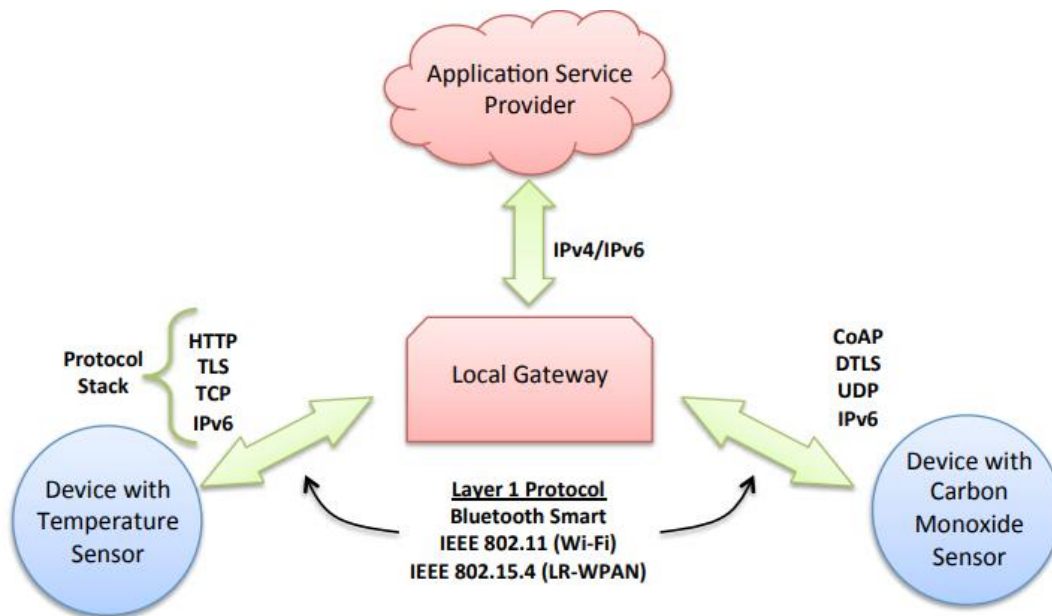 Application Service
Provider
IPv4/IPv6
Local Gateway
Protocol
Stack
HTTP
TLS
TCP
IPv6
CoAP
DTLS
UDP
IPv6
Device with
Temperature
Sensor
Layer 1 Protocol
Bluetooth Smart
IEEE 802.11 (Wi-Fi)
IEEE 802.15.4 (LR-WPAN)
Device with
Carbon
Monoxide
Sensor